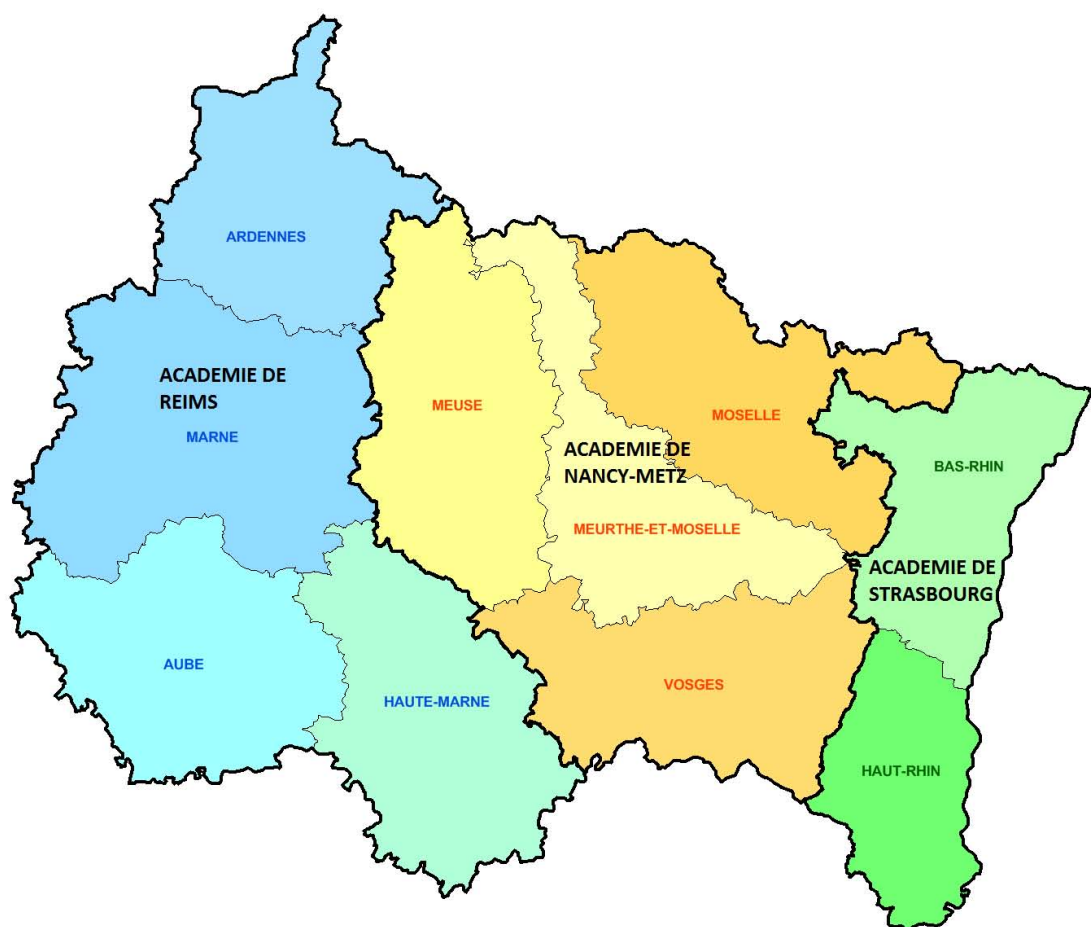 ARDENNES
ACADEMIE DE
REIMS
MARNE
MEUSE
MOSELLE
ACADEMIE DE
NANCY-METZ
MEURTHE-ET-MOSELLE
BAS-RHIN
ACADEMIE DE
STRASBOURG
AUBE
HAUTE-MARNE
VOSGES
HAUT-RHIN